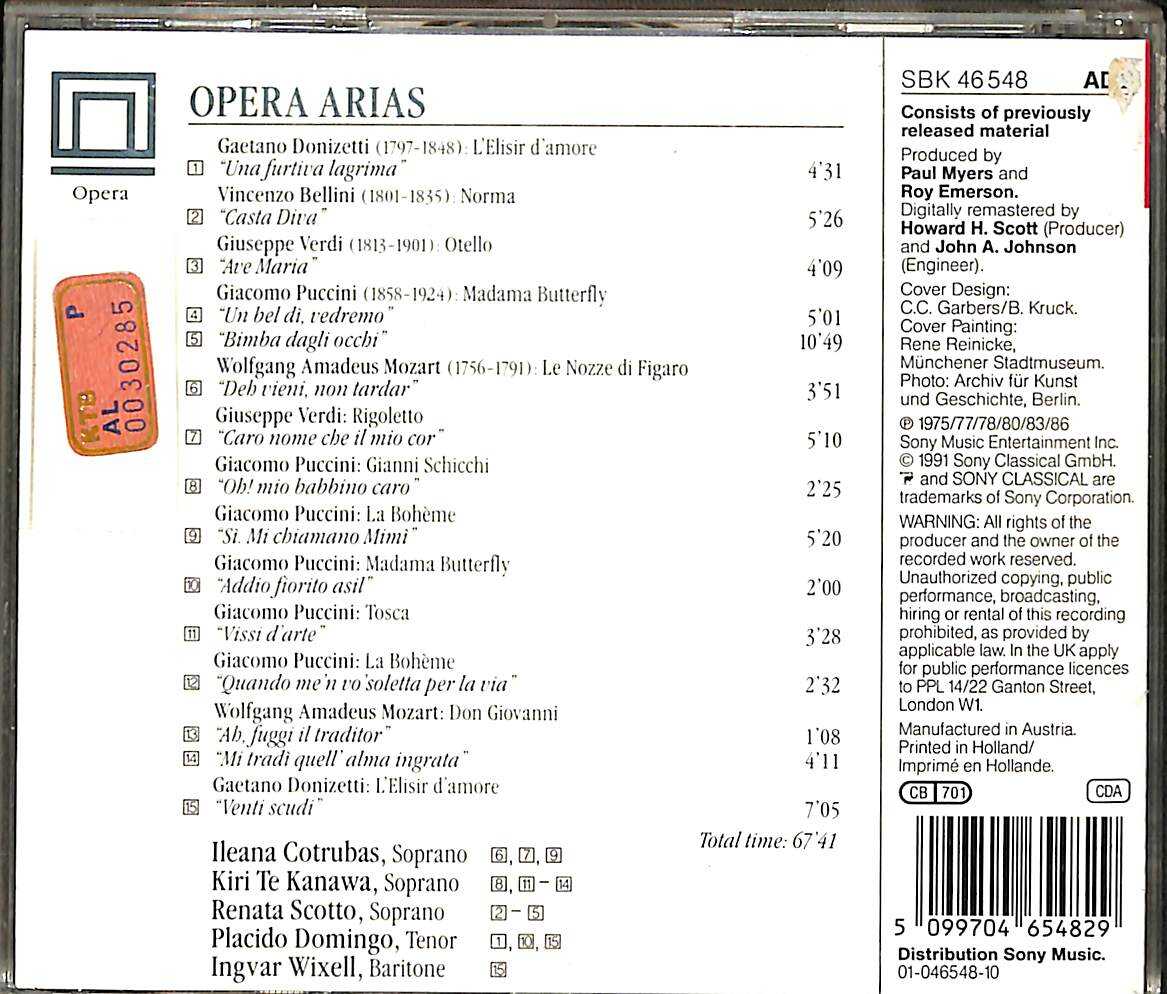 Opera
P
KTB
AL
0030285
OPERA ARIAS
Gaetano Donizetti (1797-1848): L'Elisir d'amore
1 "Una furtiva lagrima" 4'31
Vincenzo Bellini (1801-1835): Norma
2 "Casta Diva" 5'26
Giuseppe Verdi (1813-1901): Otello
3 "Ave Maria" 4'09
Giacomo Puccini (1858-1924): Madama Butterfly
4 "Un bel dì, vedremo" 5'01
5 "Bimba dagli occhi" 10'49
Wolfgang Amadeus Mozart (1756-1791): Le Nozze di Figaro
6 "Deh vieni, non tardar" 3'51
Giuseppe Verdi: Rigoletto
7 "Caro nome che il mio cor" 5'10
Giacomo Puccini: Gianni Schicchi
8 "Oh! mio babbino caro" 2'25
Giacomo Puccini: La Bohème
9 "Sì. Mi chiamano Mimì" 5'20
Giacomo Puccini: Madama Butterfly
10 "Addio fiorito asil" 2'00
Giacomo Puccini: Tosca
11 "Vissi d'arte" 3'28
Giacomo Puccini: La Bohème
12 "Quando me'n vo' soletta per la via" 2'32
Wolfgang Amadeus Mozart: Don Giovanni
13 "Ah, fuggi il traditor" 1'08
14 "Mi tradì quell' alma ingrata" 4'11
Gaetano Donizetti: L'Elisir d'amore
15 "Venti scudi" 7'05
Total time: 67'41
Ileana Cotrubas, Soprano 6, 7, 9
Kiri Te Kanawa, Soprano 8, 11 – 14
Renata Scotto, Soprano 2 – 5
Placido Domingo, Tenor 1, 10, 15
Ingvar Wixell, Baritone 15
SBK 46548
Consists of previously
released material
Produced by
Paul Myers and
Roy Emerson.
Digitally remastered by
Howard H. Scott (Producer)
and John A. Johnson
(Engineer).
Cover Design:
C.C. Garbers/B. Kruck.
Cover Painting:
Rene Reinicke,
Münchener Stadtmuseum.
Photo: Archiv für Kunst
und Geschichte, Berlin.
℗ 1975/77/78/80/83/86
Sony Music Entertainment Inc.
© 1991 Sony Classical GmbH.
and SONY CLASSICAL are
trademarks of Sony Corporation.
WARNING: All rights of the
producer and the owner of the
recorded work reserved.
Unauthorized copying, public
performance, broadcasting,
hiring or rental of this recording
prohibited, as provided by
applicable law. In the UK apply
for public performance licences
to PPL 14/22 Ganton Street,
London W1.
Manufactured in Austria.
Printed in Holland/
Imprimé en Hollande.
CB 701 CDA
5 099704 654829
Distribution Sony Music.
01-046548-10